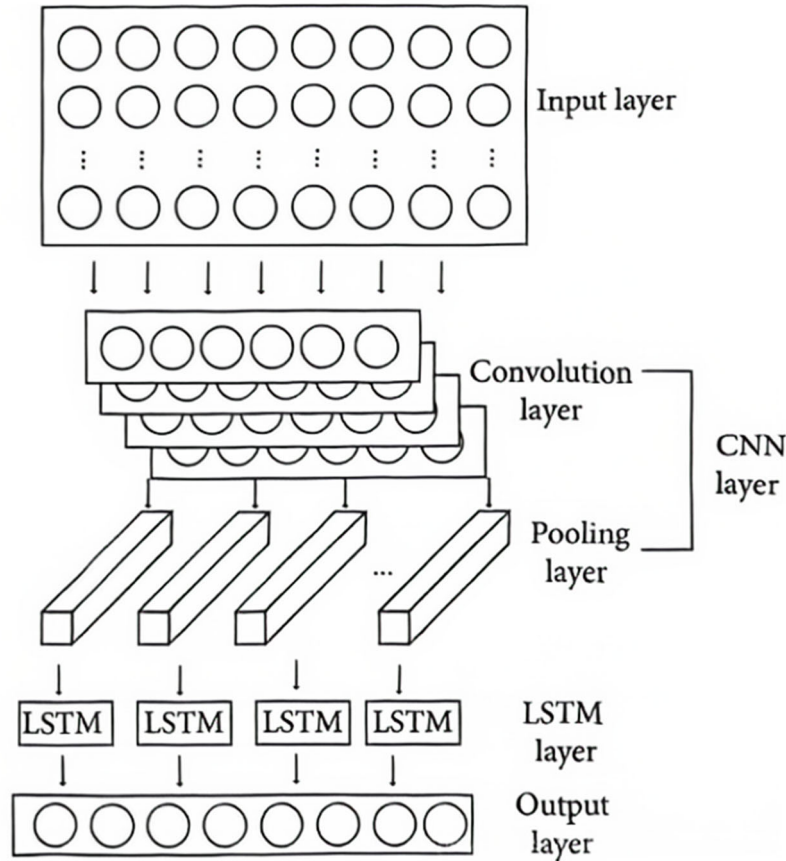 Input layer
Convolution
layer
CNN
layer
Pooling
layer
...
LSTM
LSTM
LSTM
LSTM
LSTM
layer
Output
layer